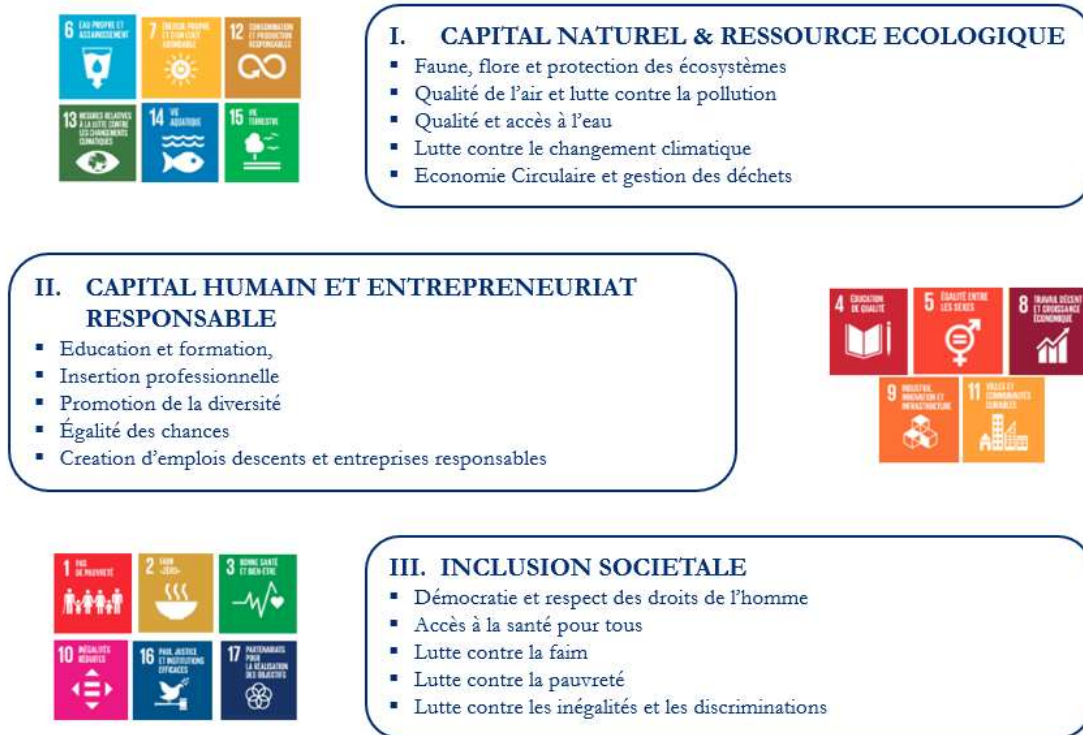 6 EAU PROPRE ET
ASSAINISSEMENT
7 ÉNERGIE PROPRE
ET D'UN COÛT
ABORDABLE
12 CONSOMMATION
ET PRODUCTION
RESPONSABLES
13 MESURES RELATIVES
À LA LUTTE CONTRE
LES CHANGEMENTS
CLIMATIQUES
14 VIE
AQUATIQUE
15 VIE
TERRESTRE
I. CAPITAL NATUREL & RESSOURCE ECOLOGIQUE
▪ Faune, flore et protection des écosystèmes
▪ Qualité de l'air et lutte contre la pollution
▪ Qualité et accès à l'eau
▪ Lutte contre le changement climatique
▪ Economie Circulaire et gestion des déchets
II. CAPITAL HUMAIN ET ENTREPRENEURIAT
RESPONSABLE
▪ Education et formation,
▪ Insertion professionnelle
▪ Promotion de la diversité
▪ Égalité des chances
▪ Creation d'emplois descents et entreprises responsables
4 ÉDUCATION
DE QUALITÉ
5 ÉGALITÉ ENTRE
LES SEXES
8 TRAVAIL DÉCENT
ET CROISSANCE
ÉCONOMIQUE
9 INDUSTRIE,
INNOVATION ET
INFRASTRUCTURE
11 VILLES ET
COMMUNAUTÉS
DURABLES
1 PAS
DE PAUVRETÉ
2 FAIM
«ZÉRO»
3 BONNE SANTÉ
ET BIEN-ÊTRE
10 INÉGALITÉS
RÉDUITES
16 PAIX, JUSTICE
ET INSTITUTIONS
EFFICACES
17 PARTENARIATS
POUR
LA RÉALISATION
DES OBJECTIFS
III. INCLUSION SOCIETALE
▪ Démocratie et respect des droits de l'homme
▪ Accès à la santé pour tous
▪ Lutte contre la faim
▪ Lutte contre la pauvreté
▪ Lutte contre les inégalités et les discriminations